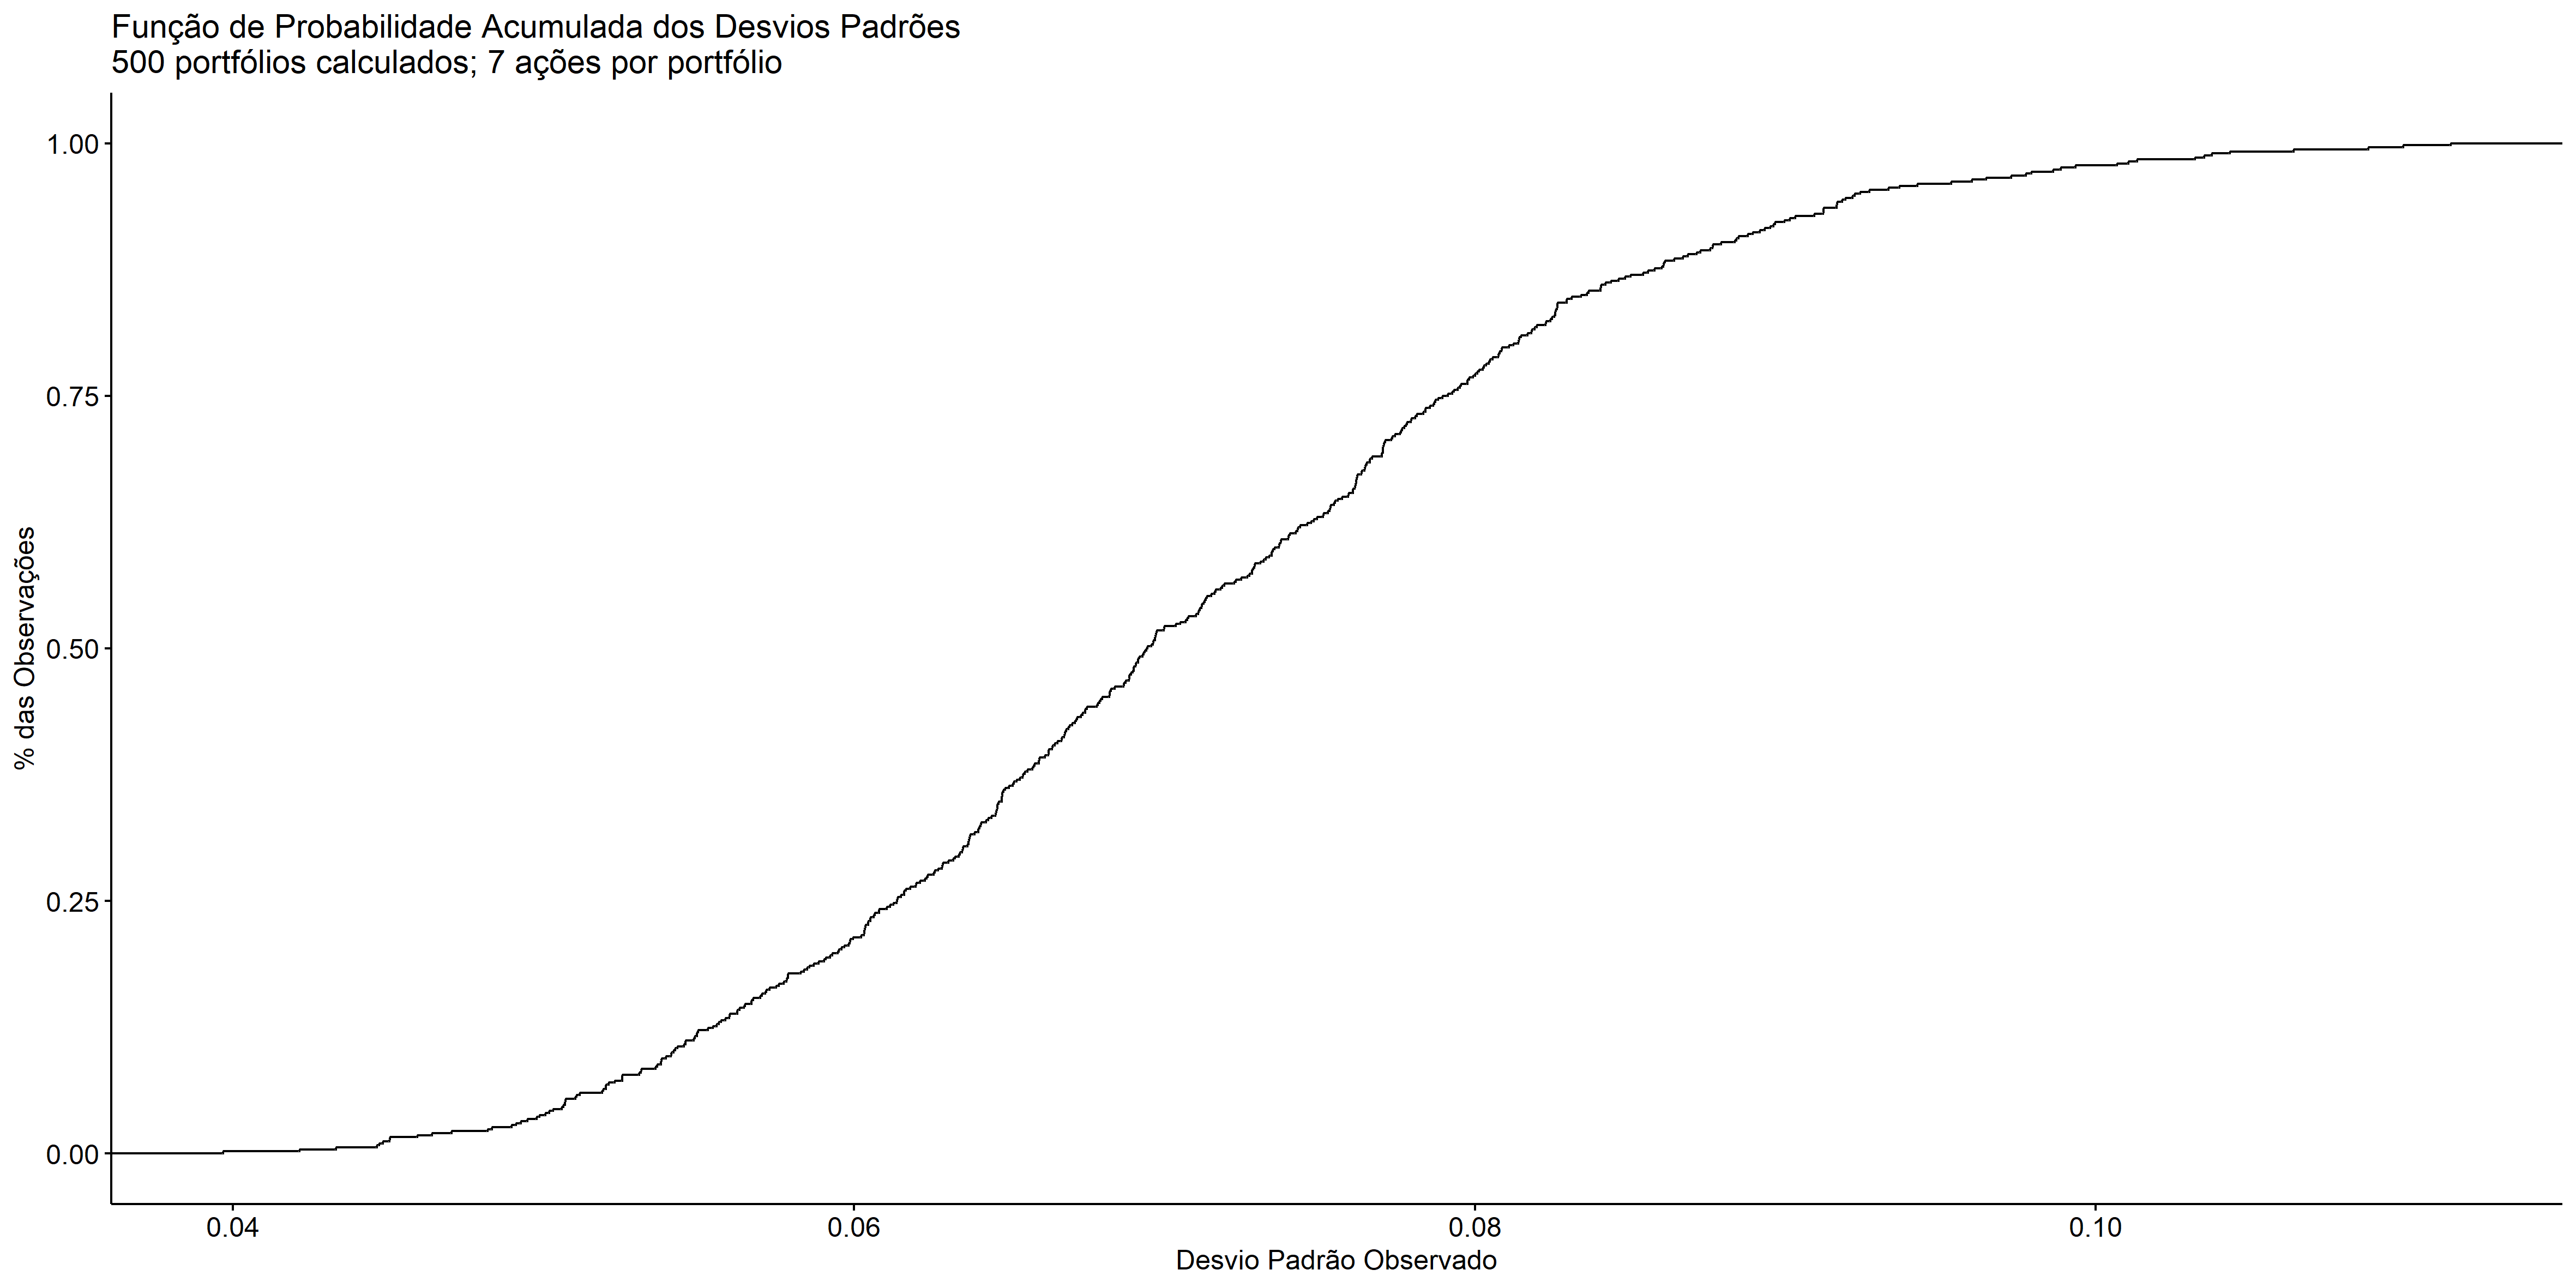 Função de Probabilidade Acumulada dos Desvios Padrões
500 portfólios calculados; 7 ações por portfólio
1.00
0.75
0.50
0.25
0.00
% das Observações
0.04
0.06
0.08
0.10
Desvio Padrão Observado